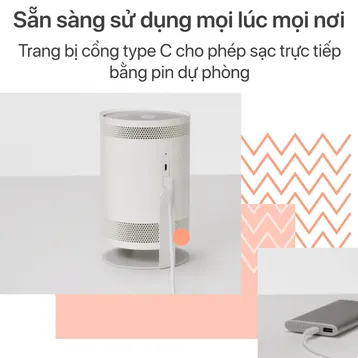 Sẵn sàng sử dụng mọi lúc mọi nơi
Trang bị cổng type C cho phép sạc trực tiếp
bằng pin dự phòng